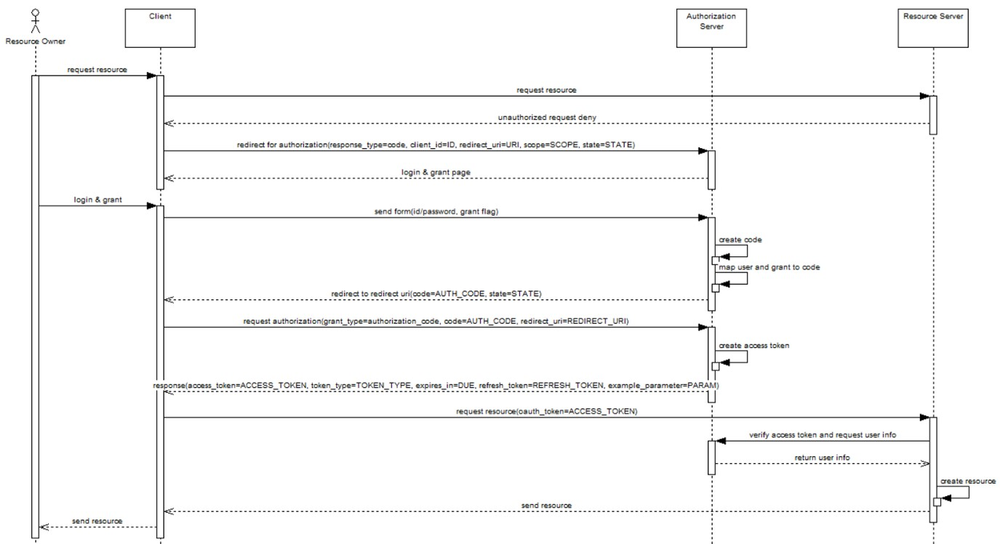 Resource Owner
Client
Authorization
Server
Resource Server
request resource
request resource
unauthorized request deny
redirect for authorization(response_type=code, client_id=ID, redirect_uri=URI, scope=SCOPE, state=STATE)
login & grant page
login & grant
send form(id/password, grant flag)
create code
map user and grant to code
redirect to redirect uri(code=AUTH_CODE, state=STATE)
request authorization(grant_type=authorization_code, code=AUTH_CODE, redirect_uri=REDIRECT_URI)
create access token
response(access_token=ACCESS_TOKEN, token_type=TOKEN_TYPE, expires_in=DUE, refresh_token=REFRESH_TOKEN, example_parameter=PARAM)
request resource(oauth_token=ACCESS_TOKEN)
verify access token and request user info
return user info
create resource
send resource
send resource